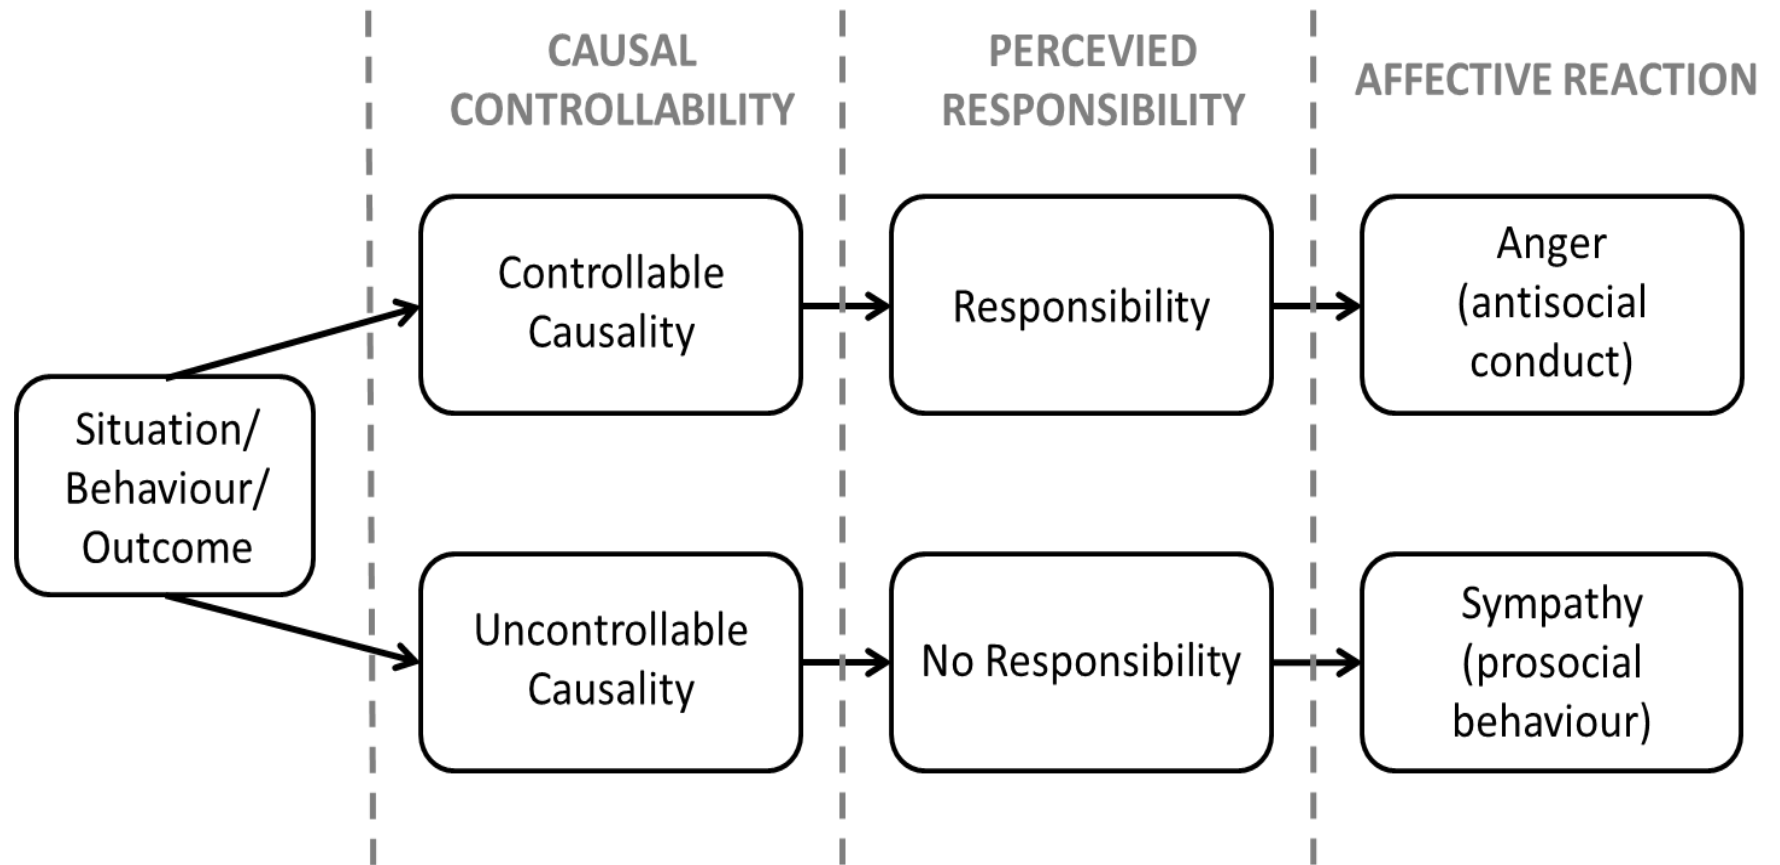 CAUSAL
CONTROLLABILITY
PERCEVIED
RESPONSIBILITY
AFFECTIVE REACTION
Situation/
Behaviour/
Outcome
Controllable
Causality
Responsibility
Anger
(antisocial
conduct)
Uncontrollable
Causality
No Responsibility
Sympathy
(prosocial
behaviour)